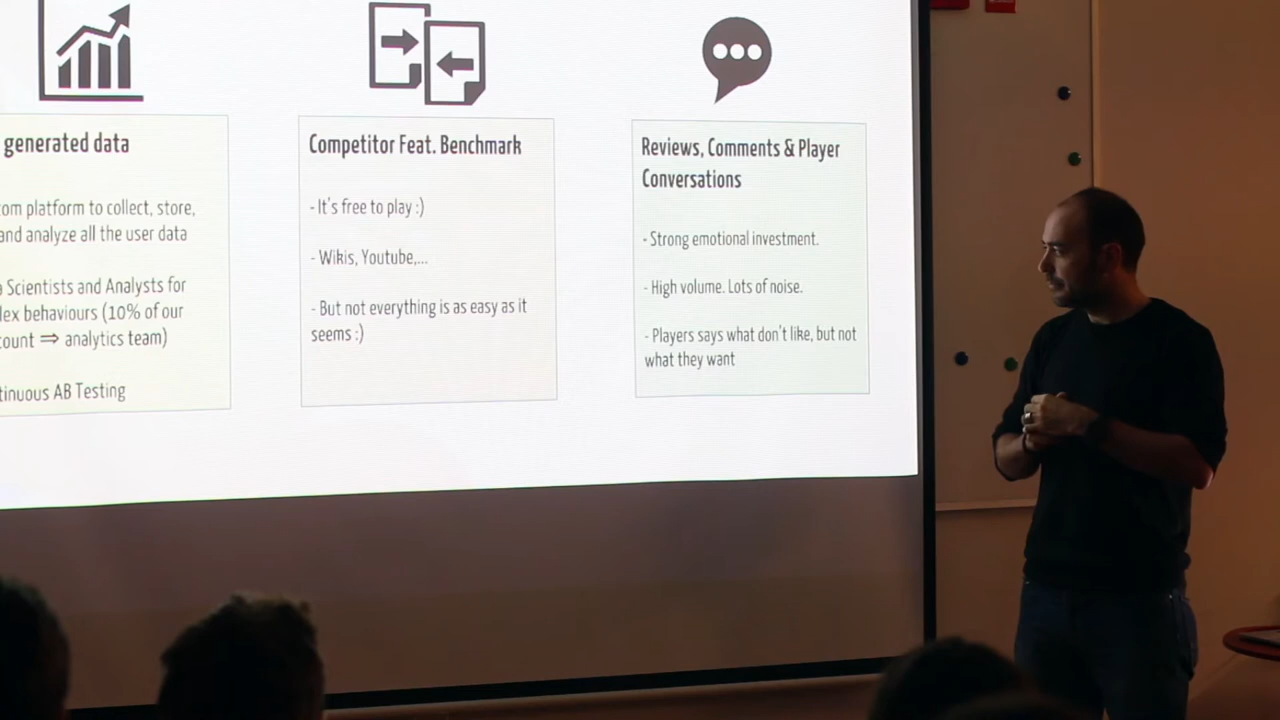 generated data
om platform to collect, store,
and analyze all the user data
Scientists and Analysts for
lex behaviours (10% of our
count ⇒ analytics team)
tinuous AB Testing
Competitor Feat. Benchmark
- It's free to play :)
- Wikis, Youtube,...
- But not everything is as easy as it
seems :)
Reviews, Comments & Player
Conversations
- Strong emotional investment.
- High volume. Lots of noise.
- Players says what don't like, but not
what they want